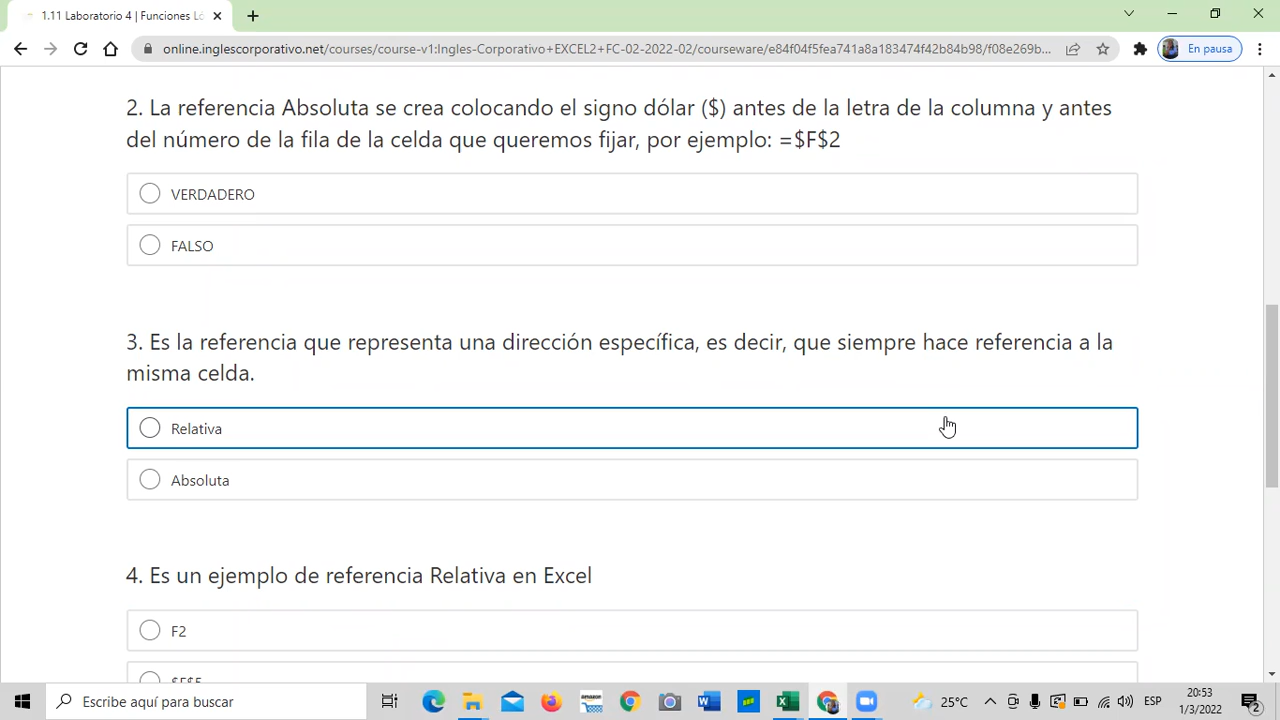 1.11 Laboratorio 4 | Funciones Ló
online.inglescorporativo.net/courses/course-v1:Ingles-Corporativo+EXCEL2+FC-02-2022-02/courseware/e84f04f5fea741a8a183474f42b84b98/f08e269b...
En pausa
2. La referencia Absoluta se crea colocando el signo dólar ($) antes de la letra de la columna y antes
del número de la fila de la celda que queremos fijar, por ejemplo: =$F$2
VERDADERO
FALSO
3. Es la referencia que representa una dirección específica, es decir, que siempre hace referencia a la
misma celda.
Relativa
Absoluta
4. Es un ejemplo de referencia Relativa en Excel
F2
$F$5
Escribe aquí para buscar
amazon
25°C
ESP
20:53
1/3/2022
2